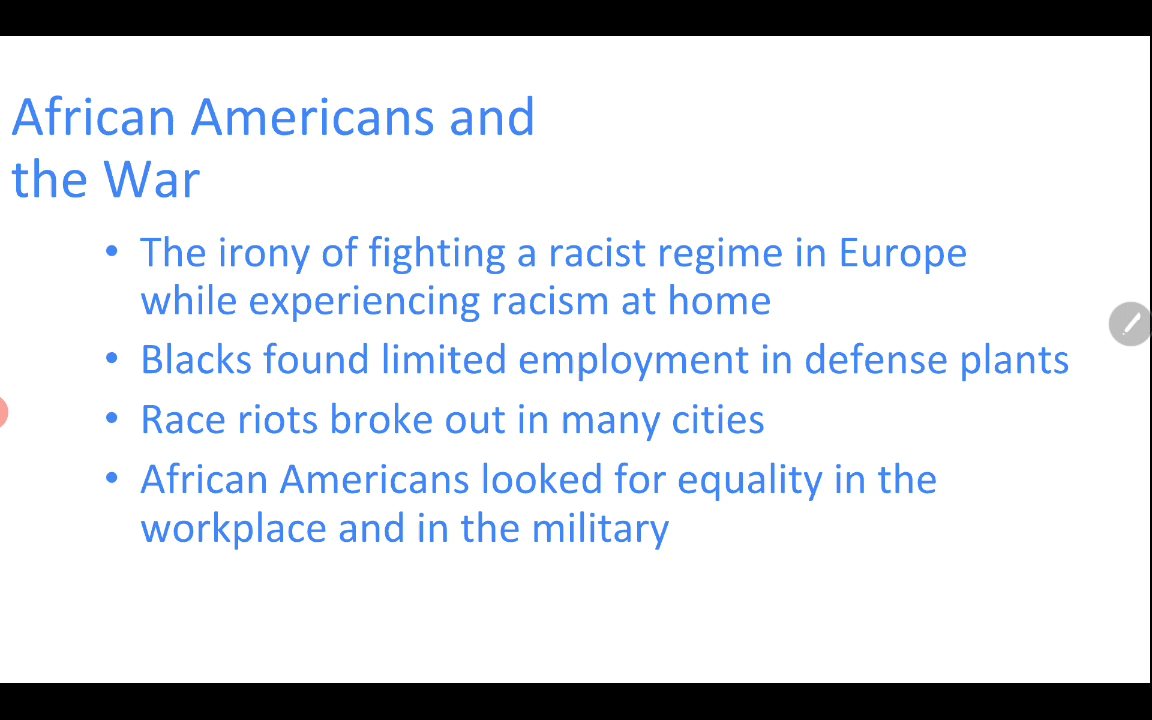 African Americans and
the War
• The irony of fighting a racist regime in Europe
while experiencing racism at home
• Blacks found limited employment in defense plants
• Race riots broke out in many cities
• African Americans looked for equality in the
workplace and in the military